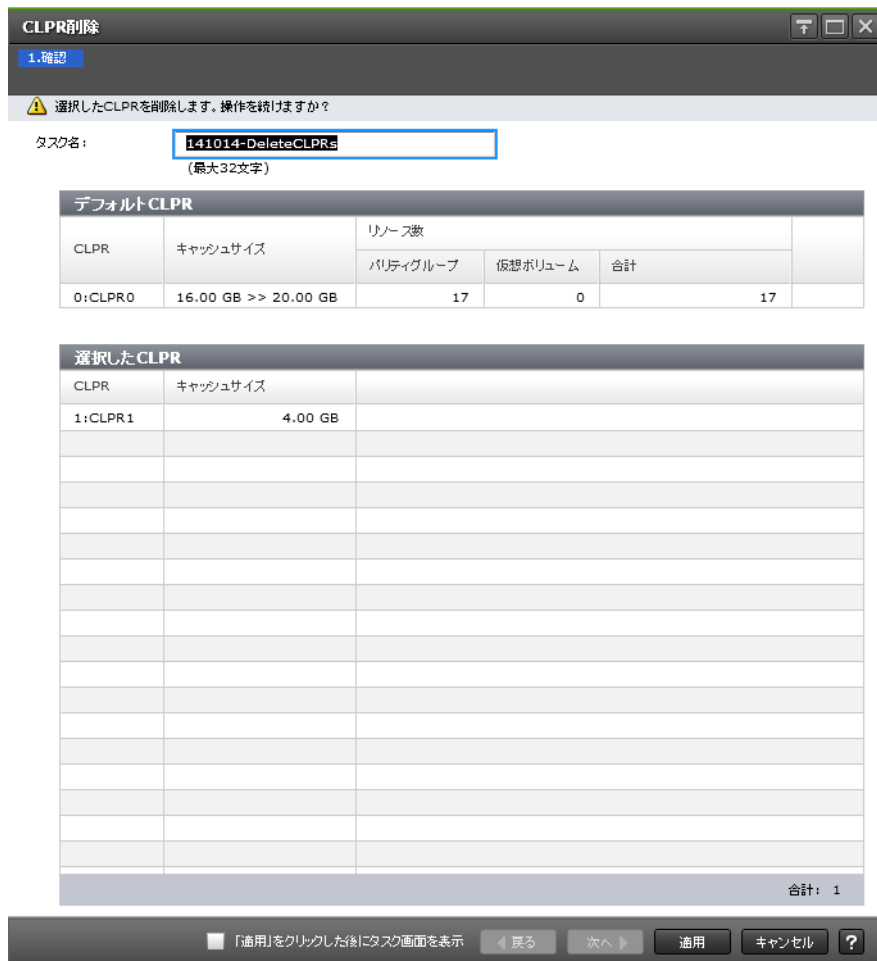 CLPR削除
1.確認
選択したCLPRを削除します。操作を続けますか?
タスク名: 141014-DeleteCLPRs
(最大32文字)
デフォルトCLPR
CLPR キャッシュサイズ リソース数
パリティグループ 仮想ボリューム 合計
0:CLPR0 16.00 GB >> 20.00 GB 17 0 17
選択したCLPR
CLPR キャッシュサイズ
1:CLPR1 4.00 GB
合計: 1
「適用」をクリックした後にタスク画面を表示 戻る 次へ 適用 キャンセル ?